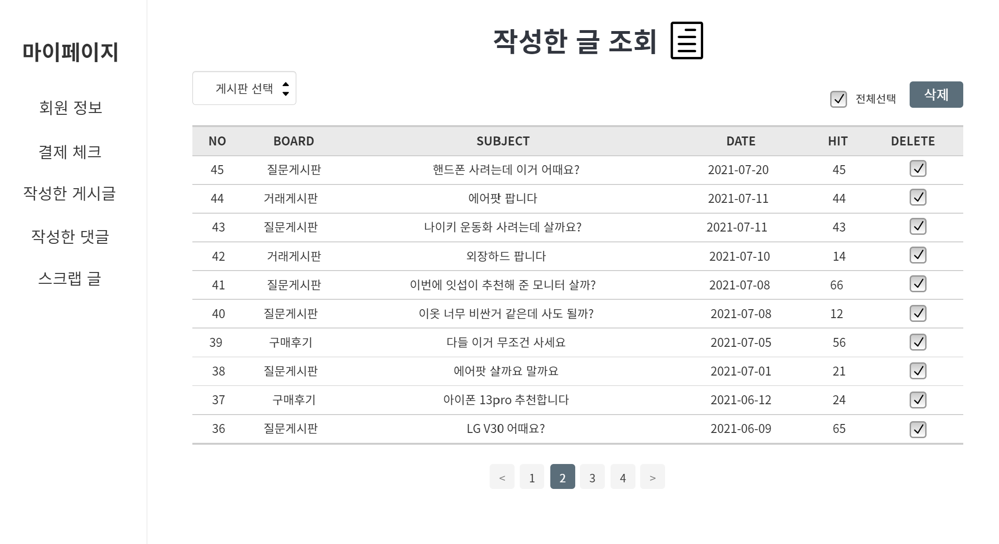 마이페이지
회원 정보
결제 체크
작성한 게시글
작성한 댓글
스크랩 글
작성한 글 조회
게시판 선택
전체선택 삭제
NO BOARD SUBJECT DATE HIT DELETE
45 질문게시판 핸드폰 사려는데 이거 어때요? 2021-07-20 45
44 거래게시판 에어팟 팝니다 2021-07-11 44
43 질문게시판 나이키 운동화 사려는데 살까요? 2021-07-11 43
42 거래게시판 외장하드 팝니다 2021-07-10 14
41 질문게시판 이번에 잇섭이 추천해 준 모니터 살까? 2021-07-08 66
40 질문게시판 이옷 너무 비싼거 같은데 사도 될까? 2021-07-08 12
39 구매후기 다들 이거 무조건 사세요 2021-07-05 56
38 질문게시판 에어팟 살까요 말까요 2021-07-01 21
37 구매후기 아이폰 13pro 추천합니다 2021-06-12 24
36 질문게시판 LG V30 어때요? 2021-06-09 65
< 1 2 3 4 >